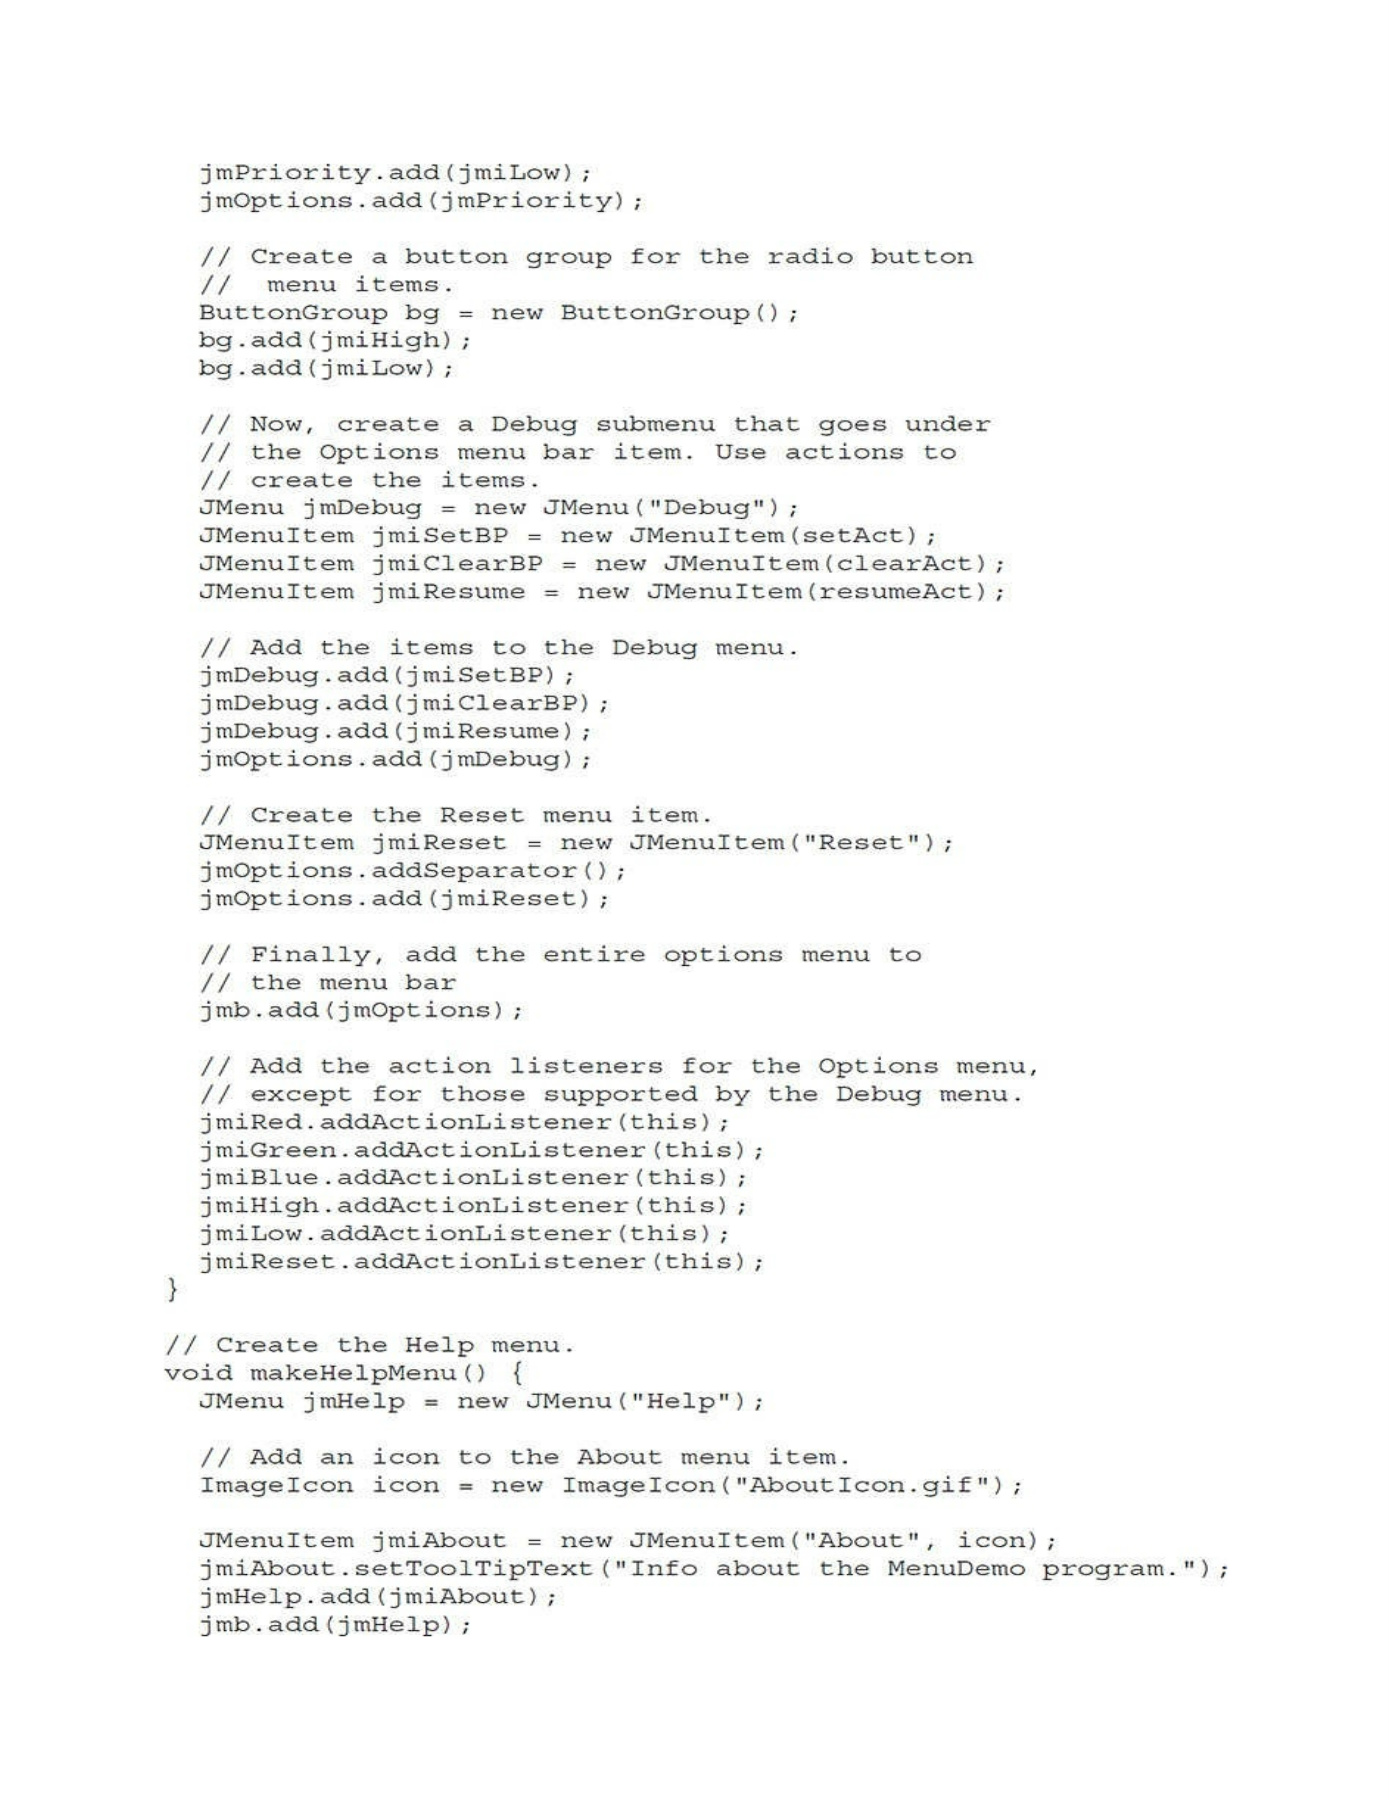 jmPriority.add(jmiLow);
jmOptions.add(jmPriority);
// Create a button group for the radio button
//  menu items.
ButtonGroup bg = new ButtonGroup();
bg.add(jmiHigh);
bg.add(jmiLow);
// Now, create a Debug submenu that goes under
// the Options menu bar item. Use actions to
// create the items.
JMenu jmDebug = new JMenu("Debug");
JMenuItem jmiSetBP = new JMenuItem(setAct);
JMenuItem jmiClearBP = new JMenuItem(clearAct);
JMenuItem jmiResume = new JMenuItem(resumeAct);
// Add the items to the Debug menu.
jmDebug.add(jmiSetBP);
jmDebug.add(jmiClearBP);
jmDebug.add(jmiResume);
jmOptions.add(jmDebug);
// Create the Reset menu item.
JMenuItem jmiReset = new JMenuItem("Reset");
jmOptions.addSeparator();
jmOptions.add(jmiReset);
// Finally, add the entire options menu to
// the menu bar
jmb.add(jmOptions);
// Add the action listeners for the Options menu,
// except for those supported by the Debug menu.
jmiRed.addActionListener(this);
jmiGreen.addActionListener(this);
jmiBlue.addActionListener(this);
jmiHigh.addActionListener(this);
jmiLow.addActionListener(this);
jmiReset.addActionListener(this);
}
// Create the Help menu.
void makeHelpMenu() {
JMenu jmHelp = new JMenu("Help");
// Add an icon to the About menu item.
ImageIcon icon = new ImageIcon("AboutIcon.gif");
JMenuItem jmiAbout = new JMenuItem("About", icon);
jmiAbout.setToolTipText("Info about the MenuDemo program.");
jmHelp.add(jmiAbout);
jmb.add(jmHelp);